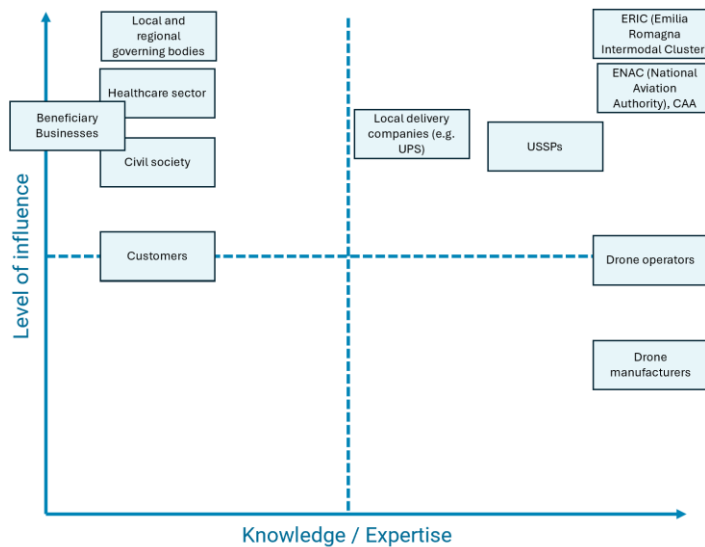 Local and
regional
governing bodies
ERIC (Emilia
Romagna
Intermodal Cluster
Healthcare sector
ENAC (National
Aviation
Authority), CAA
Beneficiary
Businesses
Local delivery
companies (e.g.
UPS)
USSPs
Civil society
Customers
Drone operators
Drone
manufacturers
Level of influence
Knowledge / Expertise